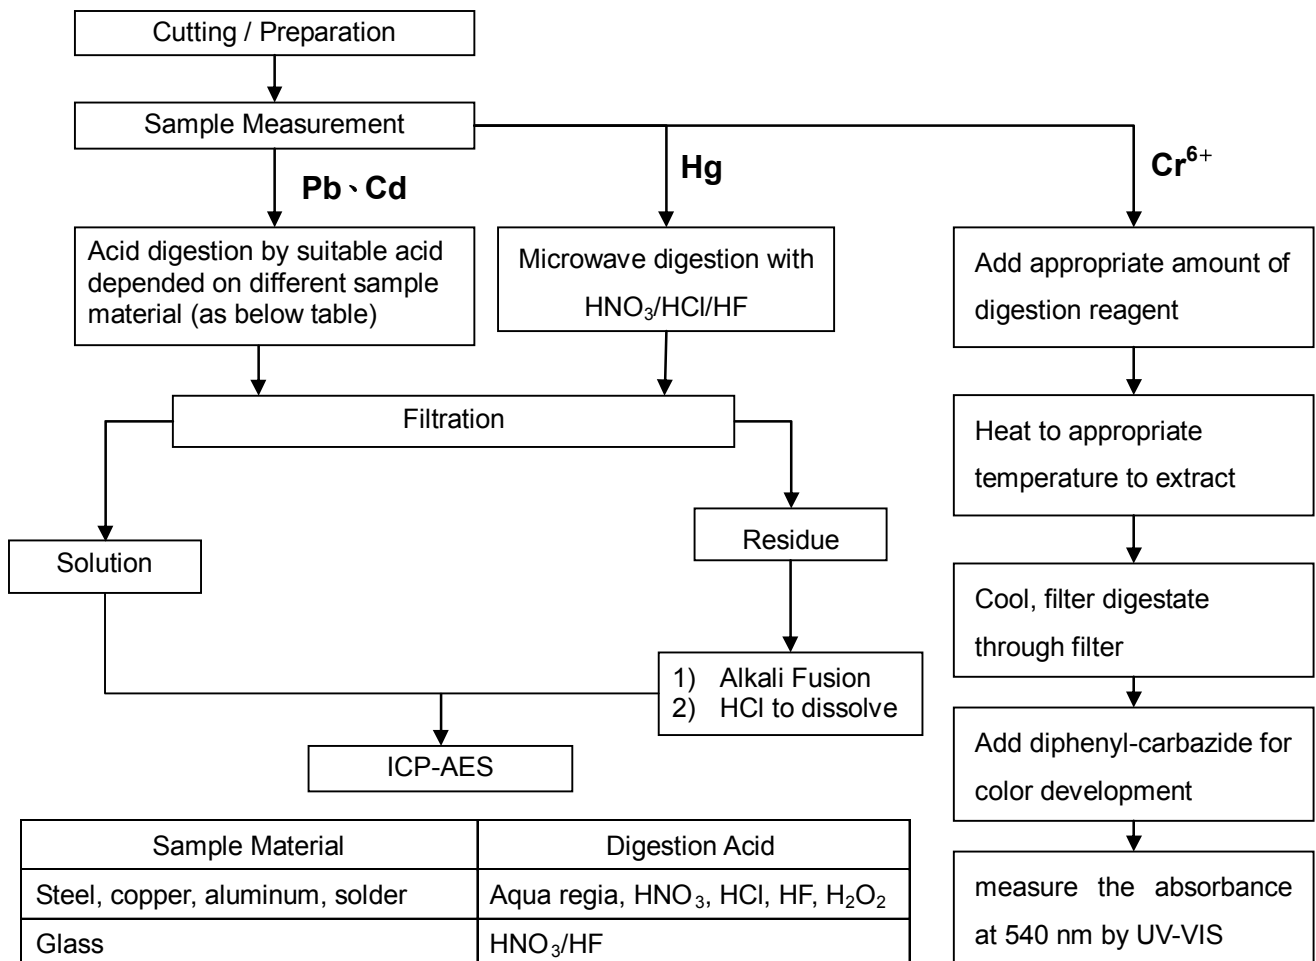 Cutting / Preparation
Sample Measurement
Pb、Cd
Hg
Cr⁶⁺
Acid digestion by suitable acid
depended on different sample
material (as below table)
Microwave digestion with
HNO₃/HCl/HF
Add appropriate amount of
digestion reagent
Filtration
Heat to appropriate
temperature to extract
Solution
Residue
Cool, filter digestate
through filter
1) Alkali Fusion
2) HCl to dissolve
ICP-AES
Add diphenyl-carbazide for
color development
measure the absorbance
at 540 nm by UV-VIS
Sample Material Digestion Acid
Steel, copper, aluminum, solder Aqua regia, HNO₃, HCl, HF, H₂O₂
Glass HNO₃/HF